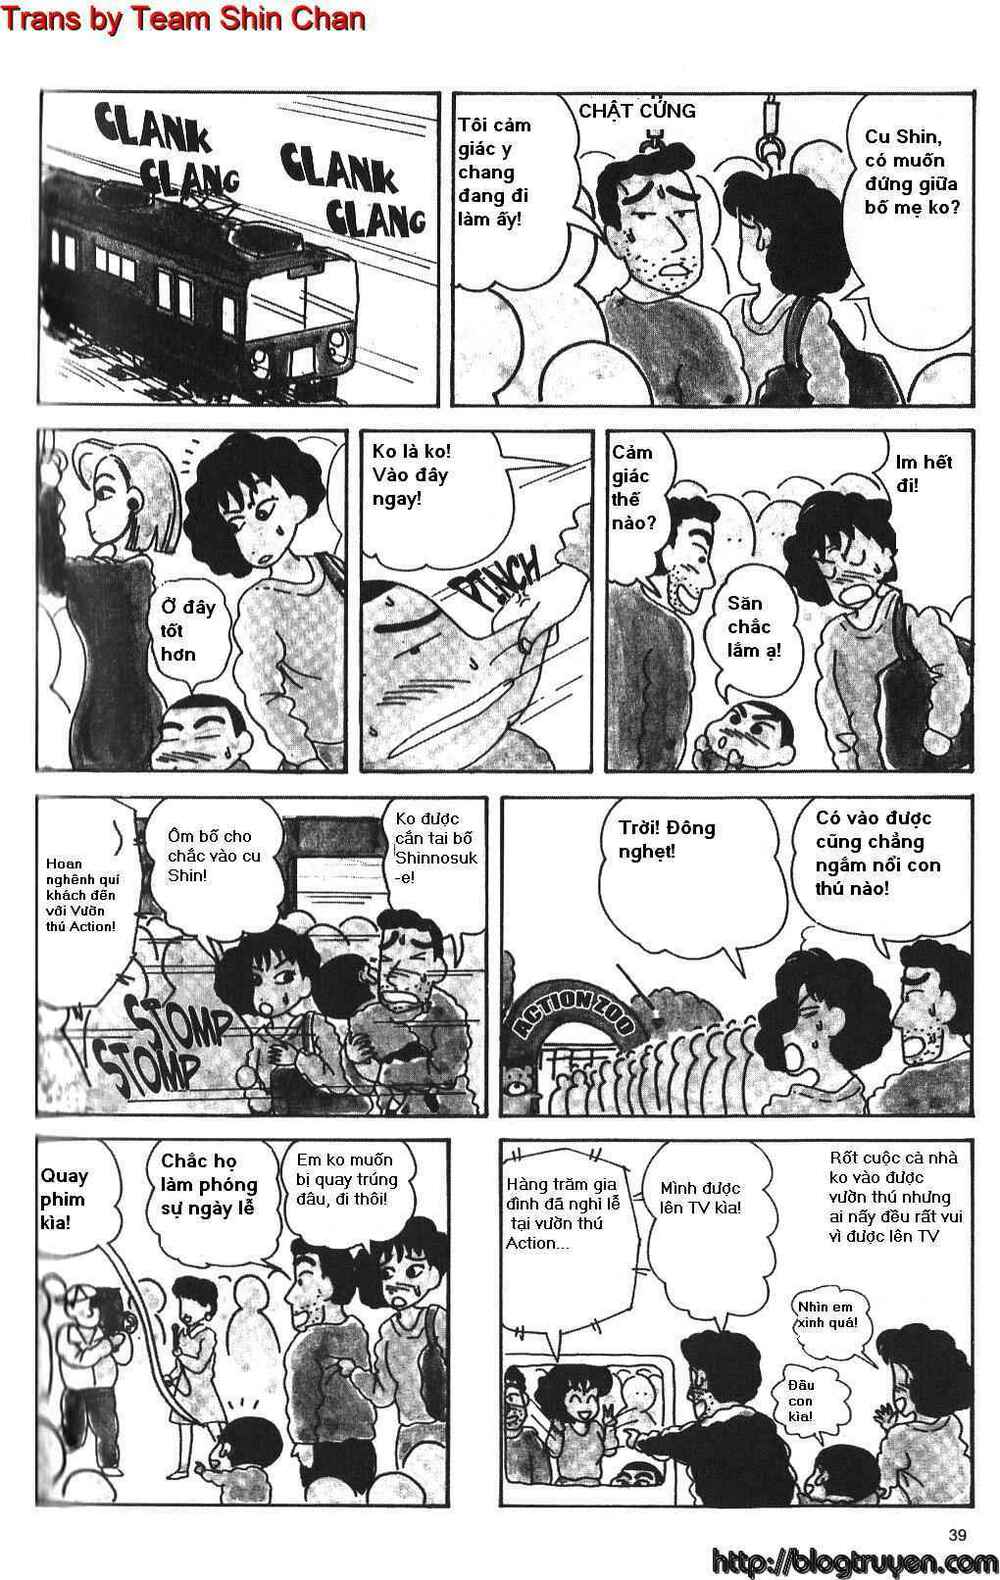 Trans by Team Shin Chan
CLANK
CLANG
CLANK
CLANG
CHẬT CỨNG
Tôi cảm
giác y
chang
đang đi
làm ấy!
Cu Shin,
có muốn
đứng giữa
bố mẹ ko?
Ở đây
tốt
hơn
Ko là ko!
Vào đây
ngay!
PINCH
Cảm
giác
thế
nào?
Im hết
đi!
Săn
chắc
lắm ạ!
Hoan
nghênh quí
khách đến
với Vườn
thú Action!
Ôm bố cho
chắc vào cu
Shin!
Ko được
cắn tai bố
Shinnosuk
-e!
STOMP
STOMP
Trời! Đông
nghẹt!
Có vào được
cũng chẳng
ngắm nổi con
thú nào!
ACTION ZOO
Quay
phim
kìa!
Chắc họ
làm phóng
sự ngày lễ
Em ko muốn
bị quay trúng
đâu, đi thôi!
Hàng trăm gia
đình đã nghỉ lễ
tại vườn thú
Action...
Mình được
lên TV kìa!
Rốt cuộc cả nhà
ko vào được
vườn thú nhưng
ai nấy đều rất vui
vì được lên TV
Nhìn em
xinh quá!
Đâu
con
kìa!
39
http://blogtruyen.com